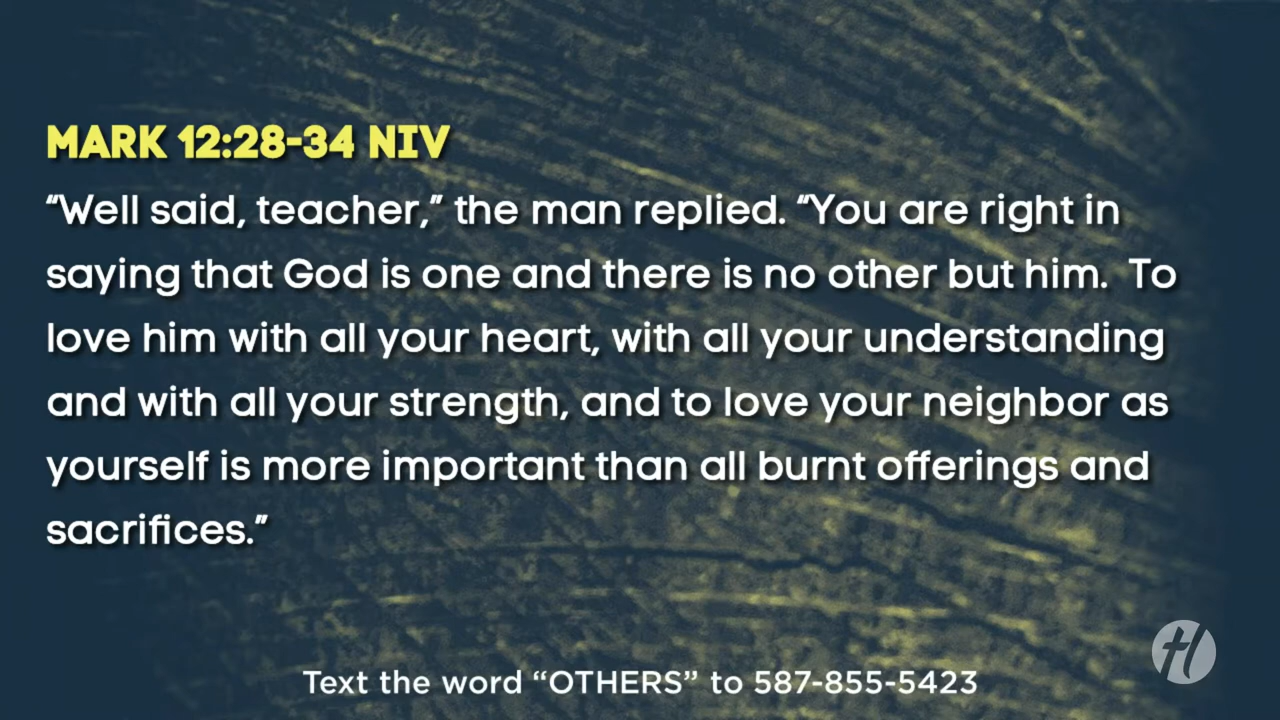 MARK 12:28-34 NIV
“Well said, teacher,” the man replied. “You are right in
saying that God is one and there is no other but him.  To
love him with all your heart, with all your understanding
and with all your strength, and to love your neighbor as
yourself is more important than all burnt offerings and
sacrifices.”
Text the word “OTHERS” to 587-855-5423